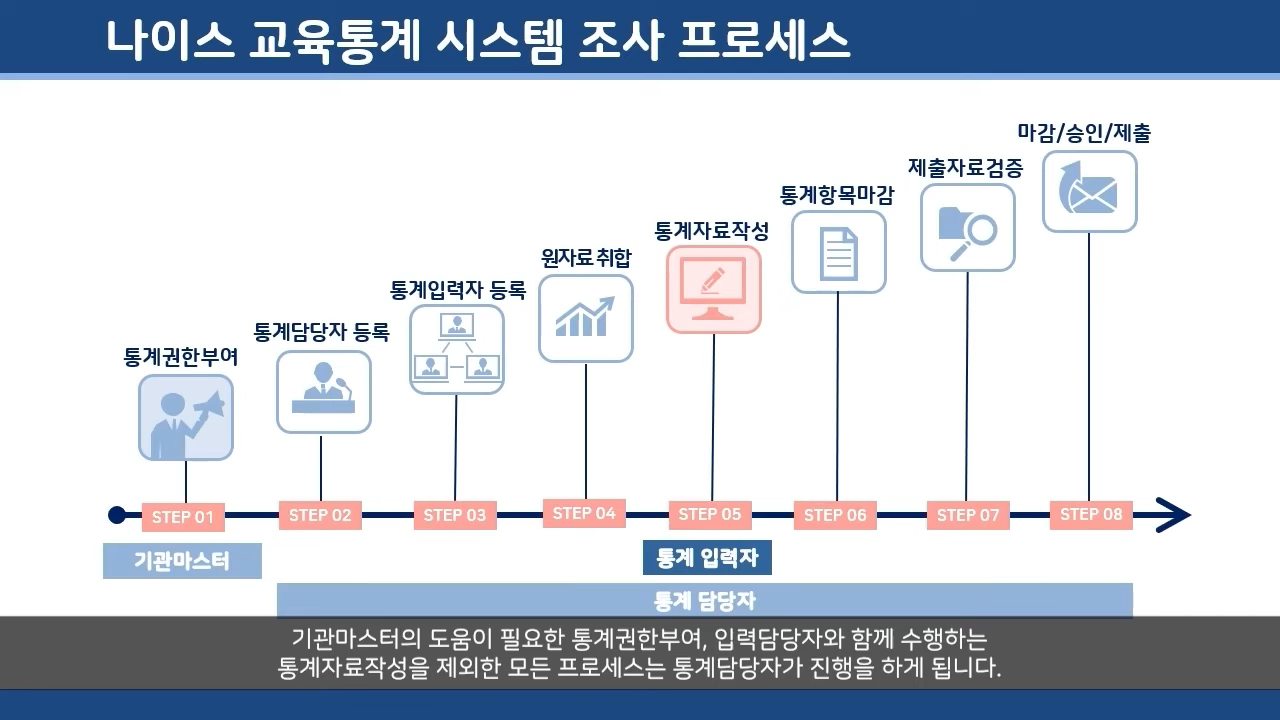 나이스 교육통계 시스템 조사 프로세스
통계권한부여
통계담당자 등록
통계입력자 등록
원자료 취합
통계자료작성
통계항목마감
제출자료검증
마감/승인/제출
STEP 01
STEP 02
STEP 03
STEP 04
STEP 05
STEP 06
STEP 07
STEP 08
기관마스터
통계 입력자
통계 담당자
기관마스터의 도움이 필요한 통계권한부여, 입력담당자와 함께 수행하는
통계자료작성을 제외한 모든 프로세스는 통계담당자가 진행을 하게 됩니다.